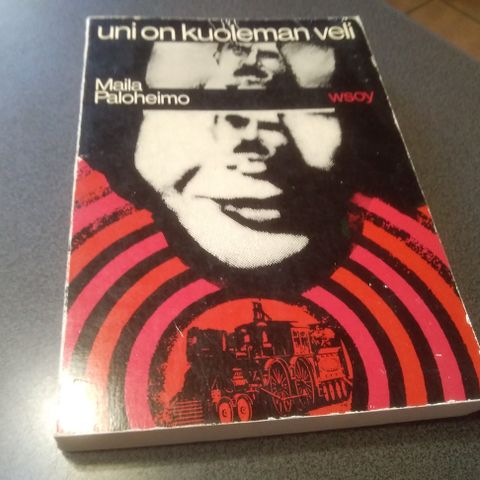 uni on kuoleman veli
Maila
Paloheimo
wsoy